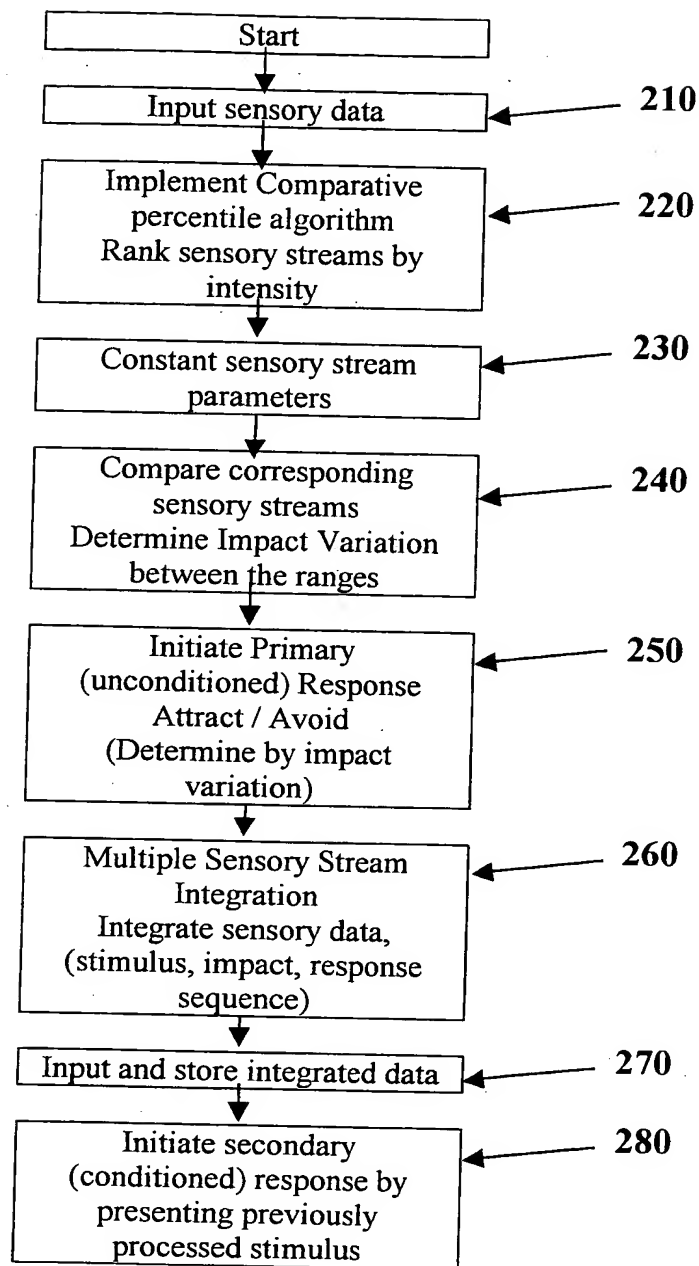 Start
Input sensory data
210
Implement Comparative
percentile algorithm
Rank sensory streams by
intensity
220
Constant sensory stream
parameters
230
Compare corresponding
sensory streams
Determine Impact Variation
between the ranges
240
Initiate Primary
(unconditioned) Response
Attract / Avoid
(Determine by impact
variation)
250
Multiple Sensory Stream
Integration
Integrate sensory data,
(stimulus, impact, response
sequence)
260
Input and store integrated data
270
Initiate secondary
(conditioned) response by
presenting previously
processed stimulus
280